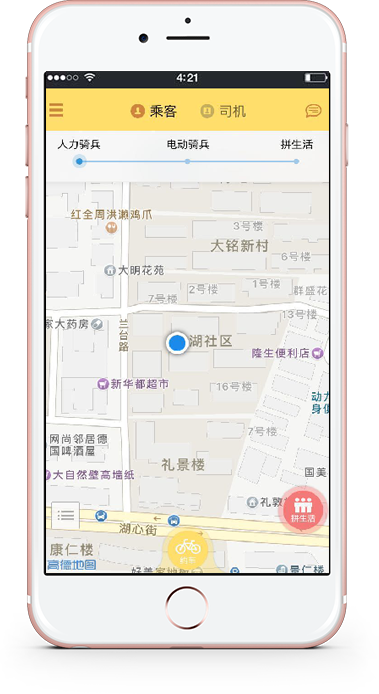 4:21
乘客
司机
人力骑兵
电动骑兵
拼生活
红全周洪濑鸡爪
3号楼
大铭新村
6号楼
大明花苑
1号楼
2号楼
群盛花
7号楼
13号楼
家大药房
兰台路
湖社区
隆生便利店
新华都超市
16号楼
动力
身俱
7号楼
网尚邻居德
国啤酒屋
礼景楼
国美
大自然壁高墙纸
礼敦
拼生活
湖心街
康仁楼
景仁楼
高德地图